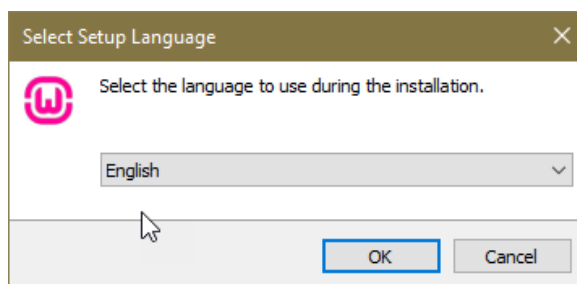 Select Setup Language
Select the language to use during the installation.
English
OK
Cancel